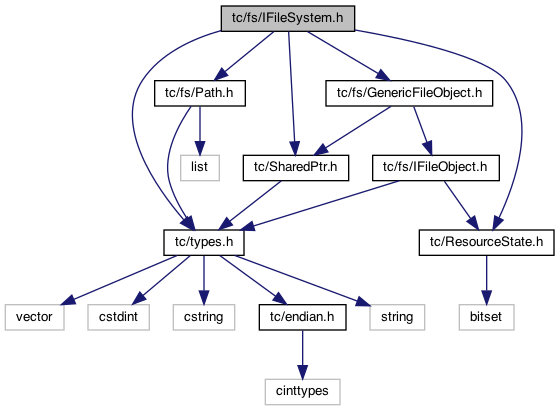 tc/fs/IFileSystem.h
tc/fs/Path.h
tc/fs/GenericFileObject.h
list
tc/SharedPtr.h
tc/fs/IFileObject.h
tc/types.h
tc/ResourceState.h
vector
cstdint
cstring
tc/endian.h
string
bitset
cinttypes